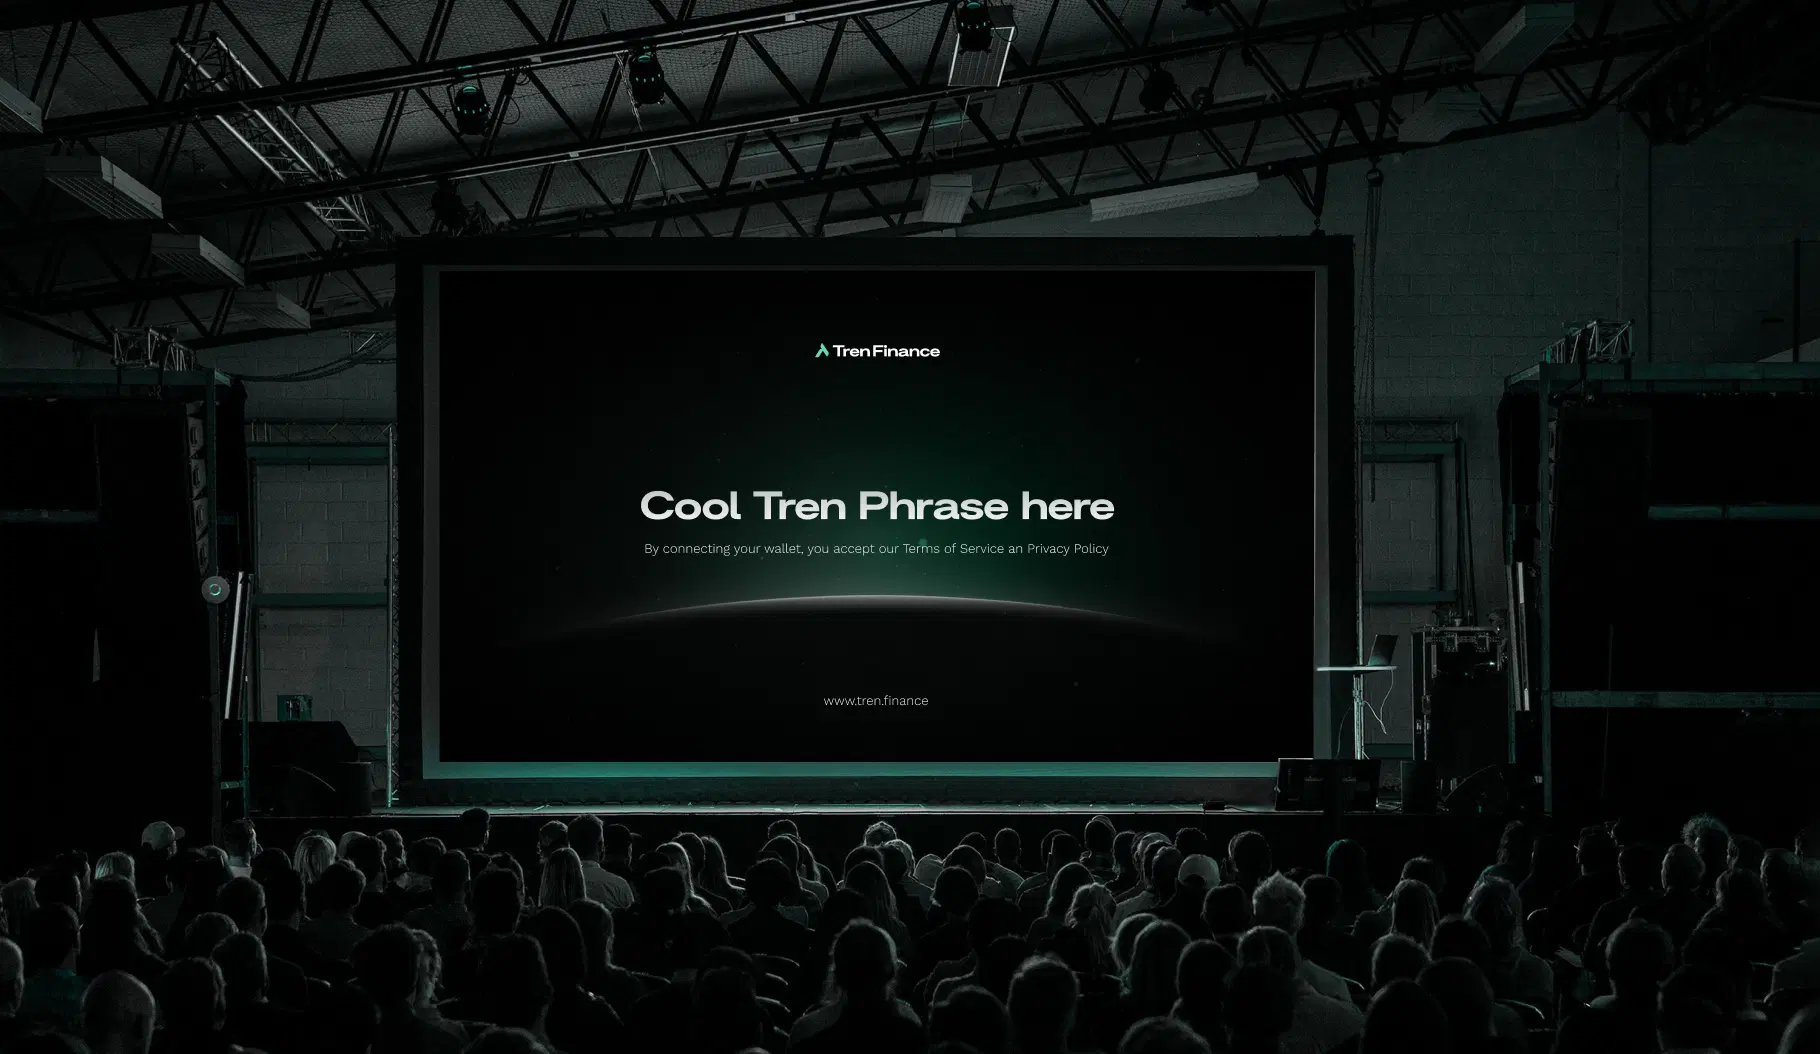 Tren Finance
Cool Tren Phrase here
By connecting your wallet, you accept our Terms of Service an Privacy Policy
www.tren.finance